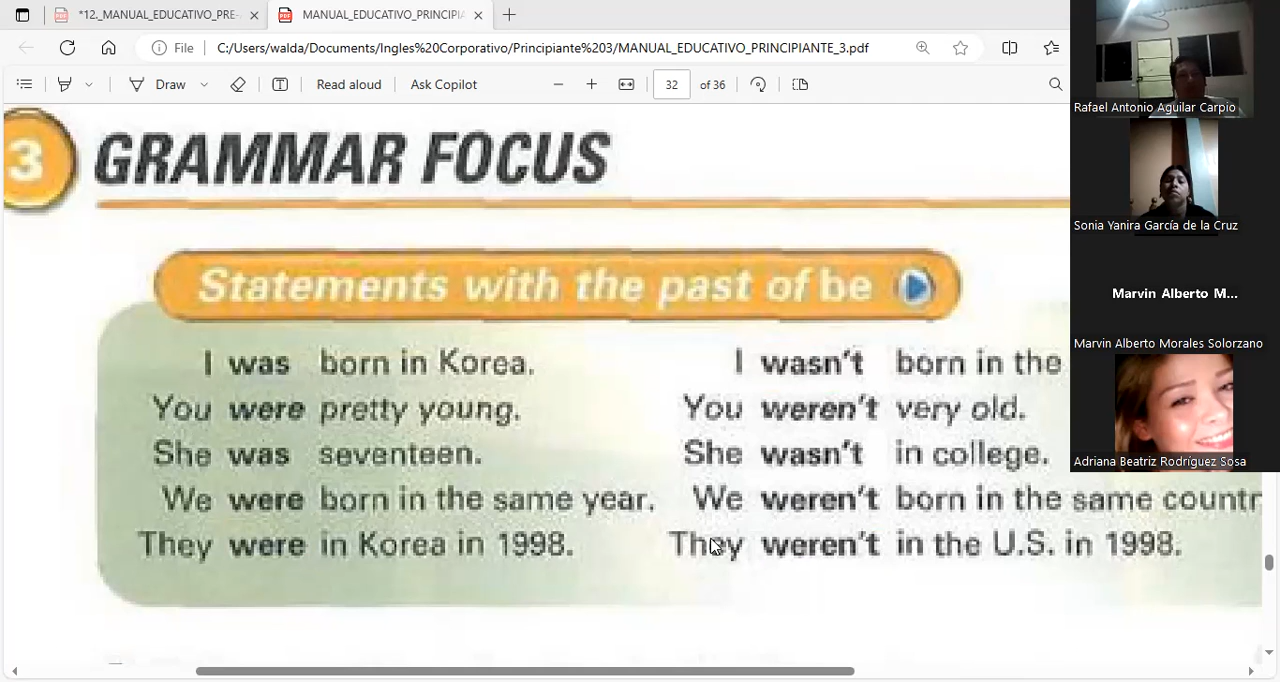 *12._MANUAL_EDUCATIVO_PRE-
MANUAL_EDUCATIVO_PRINCIPIA
File C:/Users/walda/Documents/Ingles%20Corporativo/Principiante%203/MANUAL_EDUCATIVO_PRINCIPIANTE_3.pdf
Draw Read aloud Ask Copilot 32 of 36
3 GRAMMAR FOCUS
Statements with the past of be
I was born in Korea. I wasn't born in the
You were pretty young. You weren't very old.
She was seventeen. She wasn't in college.
We were born in the same year. We weren't born in the same countr
They were in Korea in 1998. They weren't in the U.S. in 1998.
Rafael Antonio Aguilar Carpio
Sonia Yanira García de la Cruz
Marvin Alberto M...
Marvin Alberto Morales Solorzano
Adriana Beatriz Rodríguez Sosa